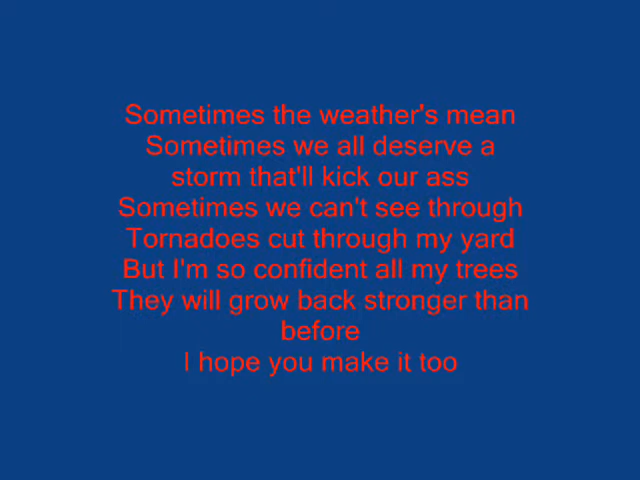 Sometimes the weather's mean
Sometimes we all deserve a
storm that'll kick our ass
Sometimes we can't see through
Tornadoes cut through my yard
But I'm so confident all my trees
They will grow back stronger than
before
I hope you make it too